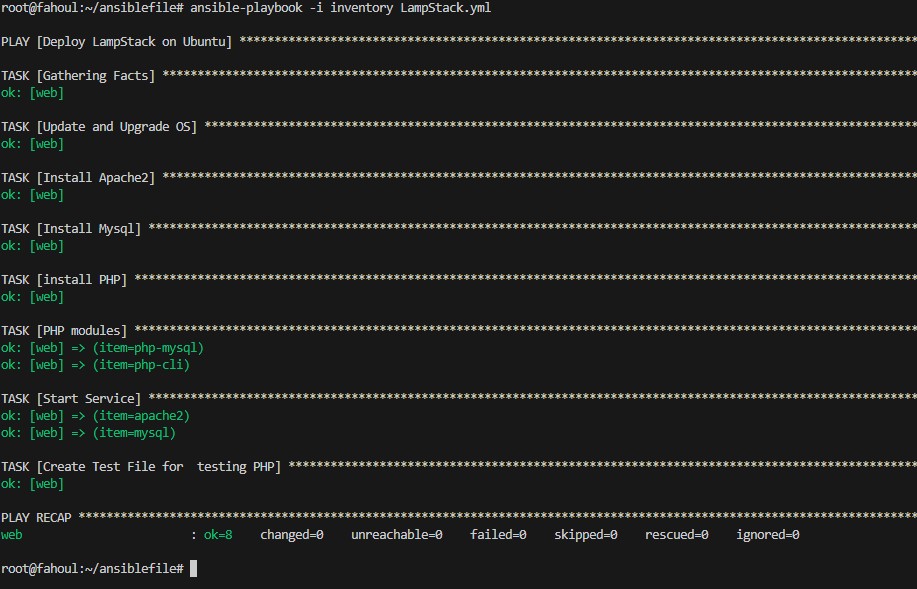 root@fahoul:~/ansiblefile# ansible-playbook -i inventory LampStack.yml
PLAY [Deploy LampStack on Ubuntu] *************************************************************************************************
TASK [Gathering Facts] ************************************************************************************************************
ok: [web]
TASK [Update and Upgrade OS] ******************************************************************************************************
ok: [web]
TASK [Install Apache2] ************************************************************************************************************
ok: [web]
TASK [Install Mysql] **************************************************************************************************************
ok: [web]
TASK [install PHP] ****************************************************************************************************************
ok: [web]
TASK [PHP modules] ****************************************************************************************************************
ok: [web] => (item=php-mysql)
ok: [web] => (item=php-cli)
TASK [Start Service] **************************************************************************************************************
ok: [web] => (item=apache2)
ok: [web] => (item=mysql)
TASK [Create Test File for  testing PHP] ******************************************************************************************
ok: [web]
PLAY RECAP ************************************************************************************************************************
web                        : ok=8    changed=0    unreachable=0    failed=0    skipped=0    rescued=0    ignored=0
root@fahoul:~/ansiblefile#